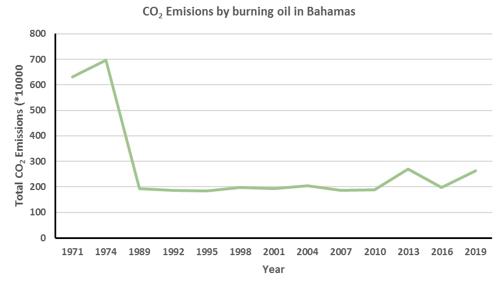 CO₂ Emisions by burning oil in Bahamas
Total CO₂ Emissions (*10000
800
700
600
500
400
300
200
100
0
1971 1974 1989 1992 1995 1998 2001 2004 2007 2010 2013 2016 2019
Year